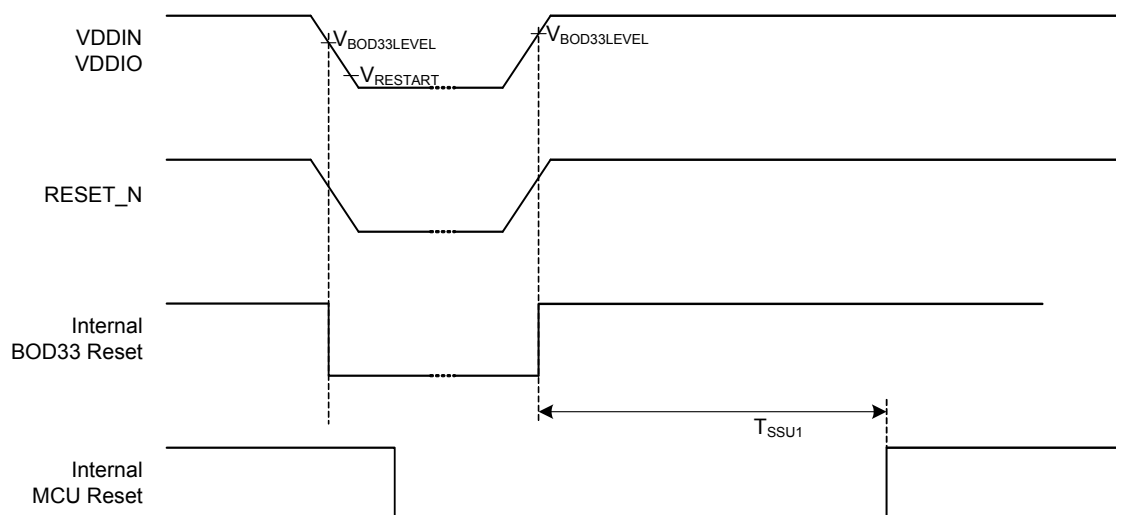 VDDIN
VDDIO
VBOD33LEVEL
VBOD33LEVEL
VRESTART
RESET_N
Internal
BOD33 Reset
TSSU1
Internal
MCU Reset